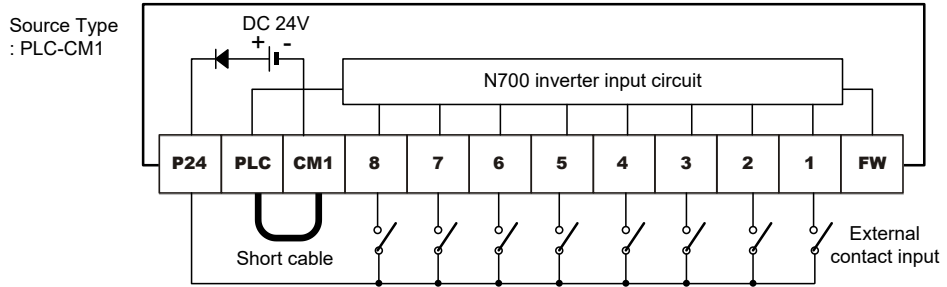 Source Type
: PLC-CM1
DC 24V
+ -
N700 inverter input circuit
P24 PLC CM1 8 7 6 5 4 3 2 1 FW
Short cable
External
contact input